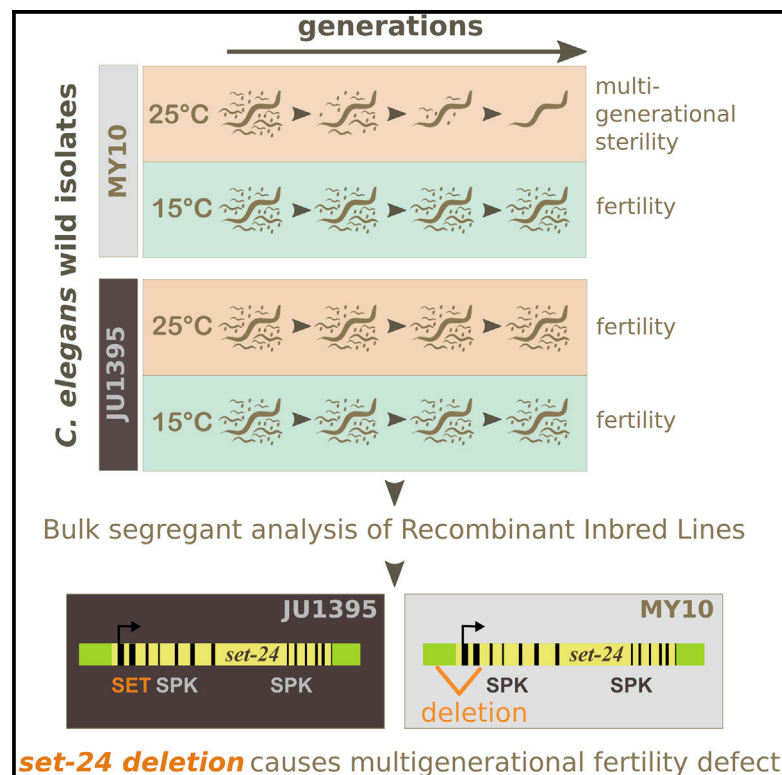 generations
C. elegans wild isolates
MY10
25°C
multi-
generational
sterility
15°C
fertility
JU1395
25°C
fertility
15°C
fertility
Bulk segregant analysis of Recombinant Inbred Lines
JU1395
set-24
SET SPK SPK
MY10
set-24
SPK SPK
deletion
set-24 deletion causes multigenerational fertility defect